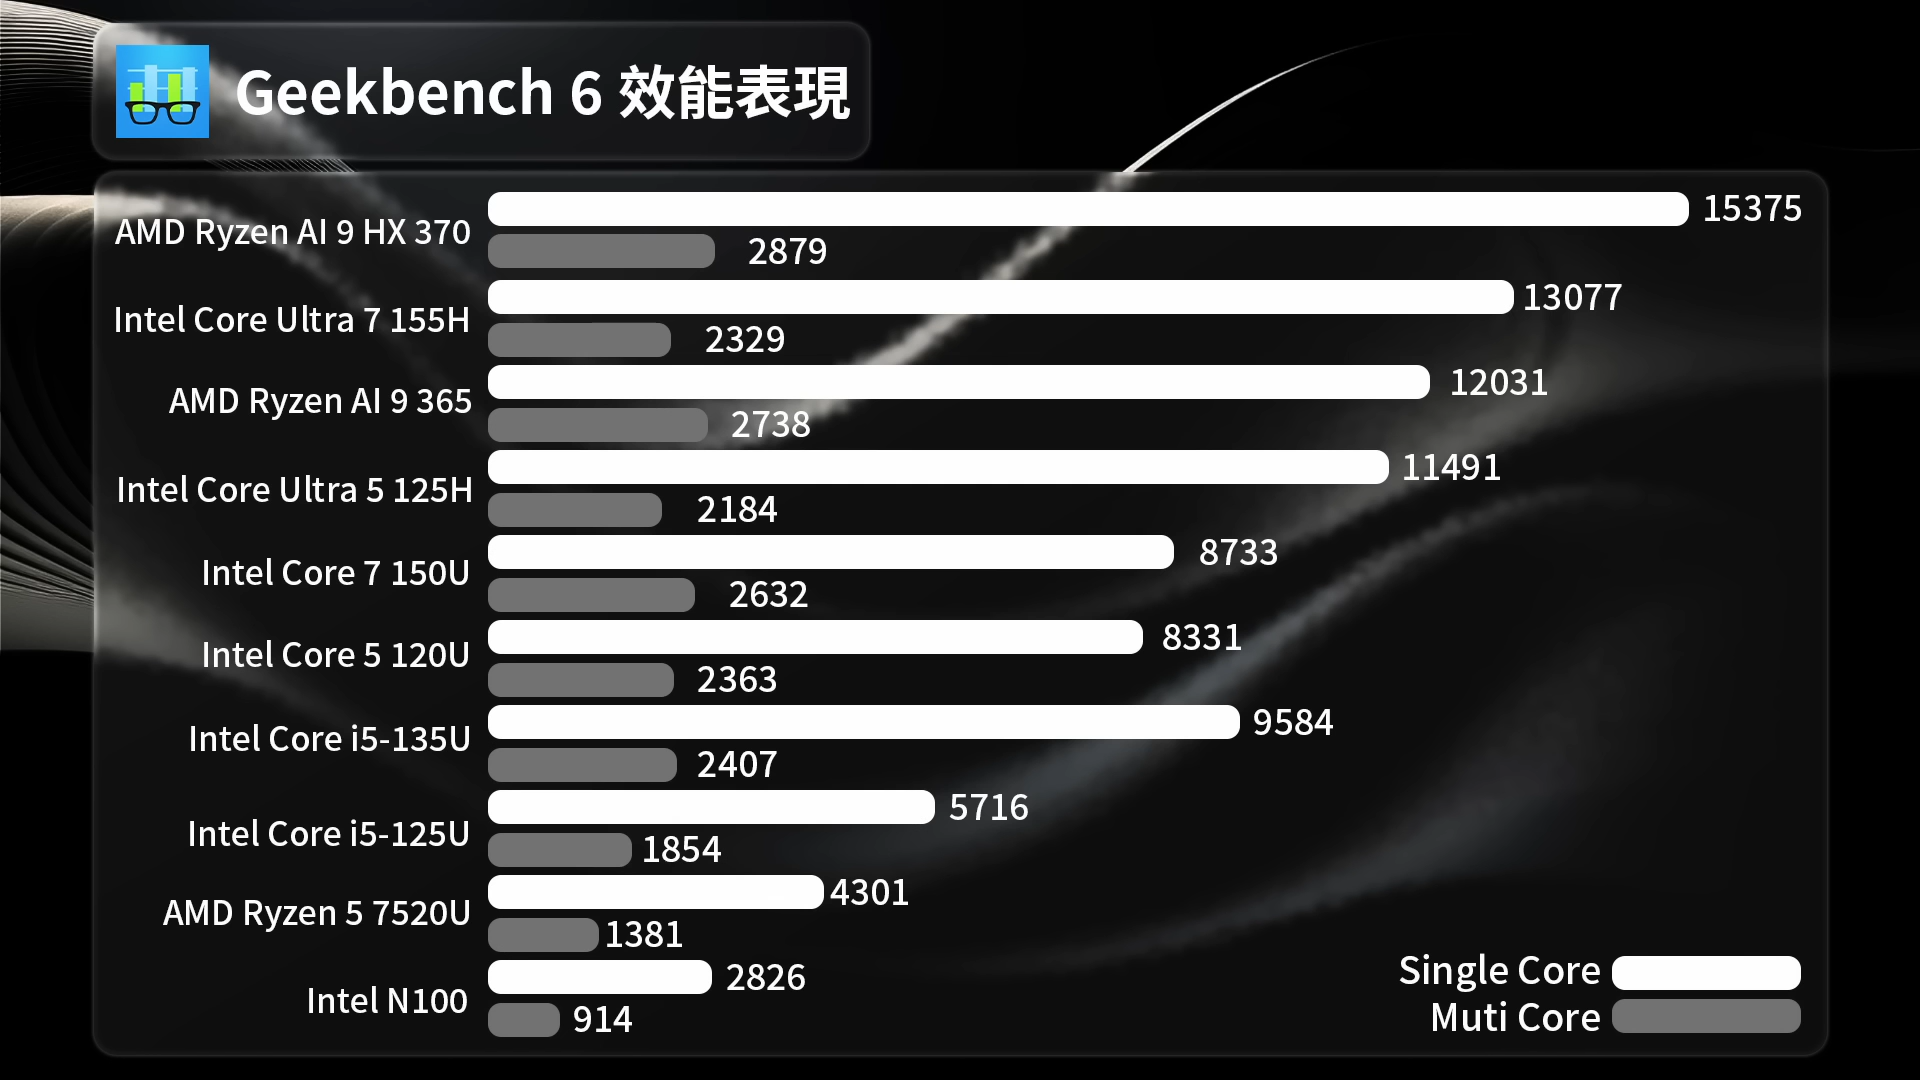 Geekbench 6 效能表現
AMD Ryzen AI 9 HX 370
15375
2879
Intel Core Ultra 7 155H
13077
2329
AMD Ryzen AI 9 365
12031
2738
Intel Core Ultra 5 125H
11491
2184
Intel Core 7 150U
8733
2632
Intel Core 5 120U
8331
2363
Intel Core i5-135U
9584
2407
Intel Core i5-125U
5716
1854
AMD Ryzen 5 7520U
4301
1381
Intel N100
2826
914
Single Core
Muti Core